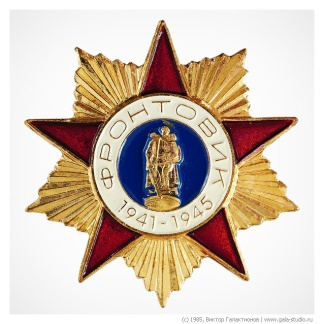 ФРОНТОВИК
1941-1945
(c) 1985, Виктор Галактионов | www.gala-studio.ru